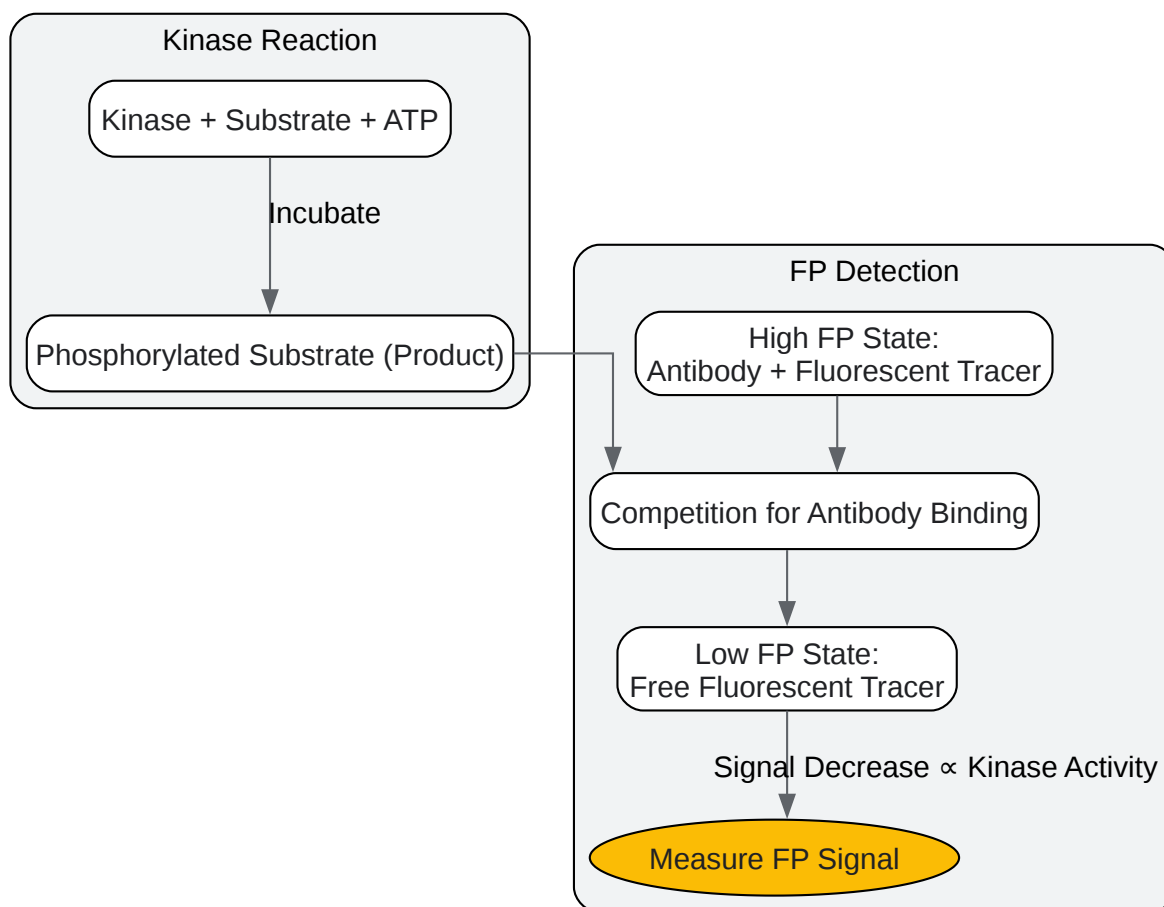 Kinase Reaction
Kinase + Substrate + ATP
Incubate
Phosphorylated Substrate (Product)
FP Detection
High FP State:
Antibody + Fluorescent Tracer
Competition for Antibody Binding
Low FP State:
Free Fluorescent Tracer
Signal Decrease ∝ Kinase Activity
Measure FP Signal